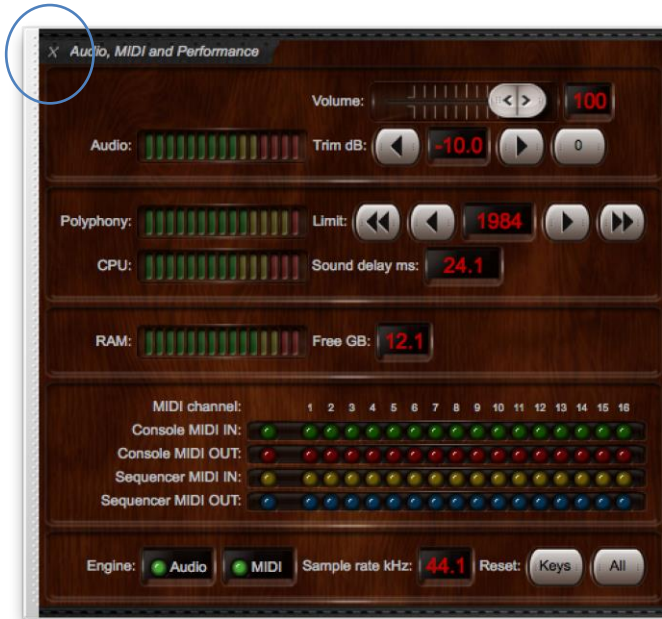 X Audio, MIDI and Performance
Volume: 100
Audio: Trim dB: -10.0 0
Polyphony: Limit: 1984
CPU: Sound delay ms: 24.1
RAM: Free GB: 12.1
MIDI channel: 1 2 3 4 5 6 7 8 9 10 11 12 13 14 15 16
Console MIDI IN:
Console MIDI OUT:
Sequencer MIDI IN:
Sequencer MIDI OUT:
Engine: Audio MIDI Sample rate kHz: 44.1 Reset: Keys All